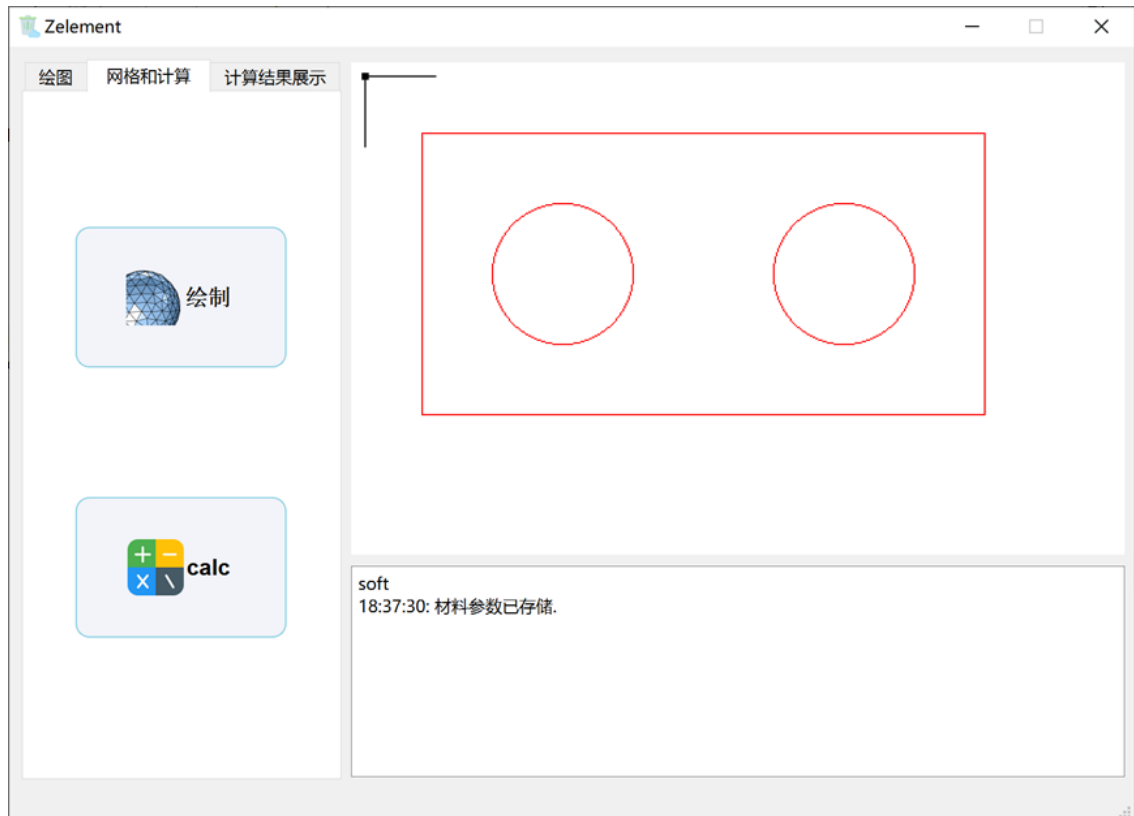 Zelement
绘图 网格和计算 计算结果展示
绘制
calc
soft
18:37:30: 材料参数已存储.